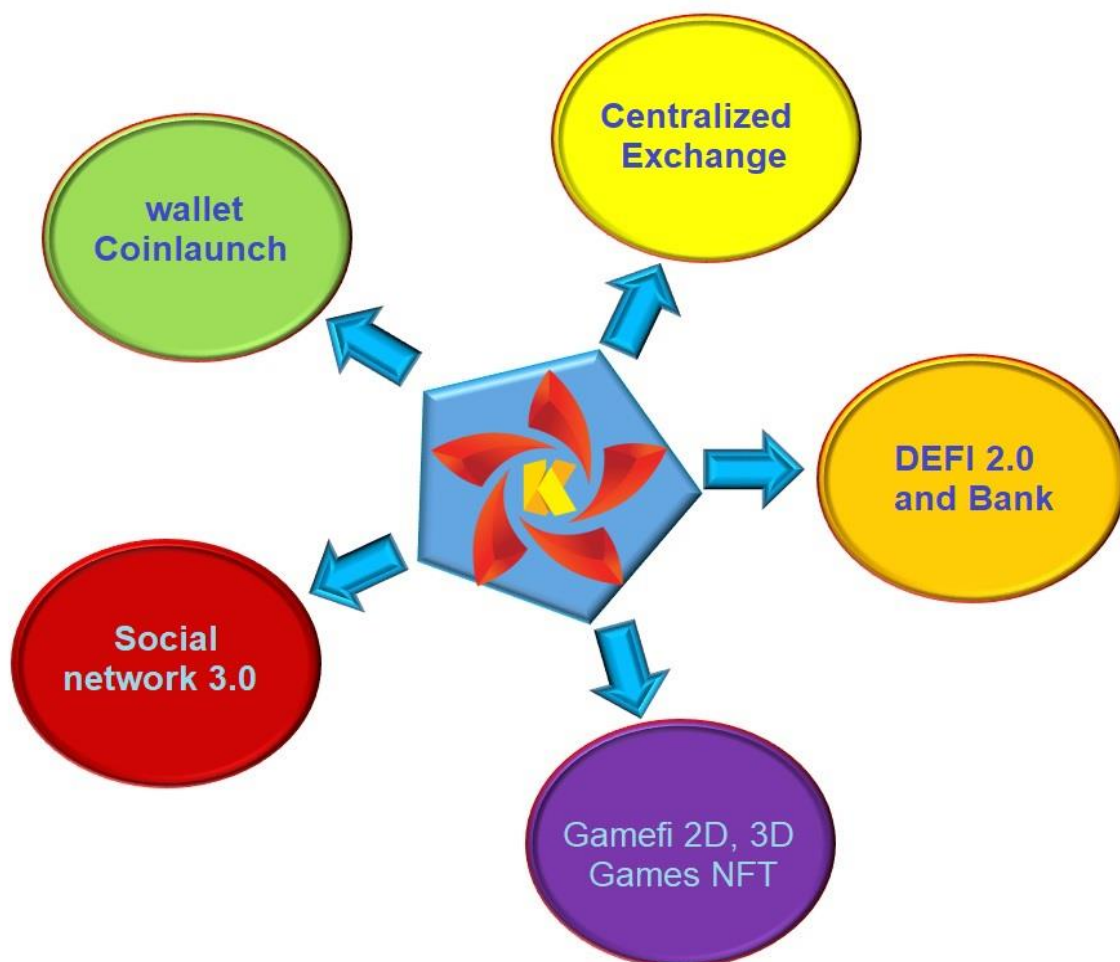 Centralized
Exchange
wallet
Coinlaunch
K
DEFI 2.0
and Bank
Social
network 3.0
Gamefi 2D, 3D
Games NFT